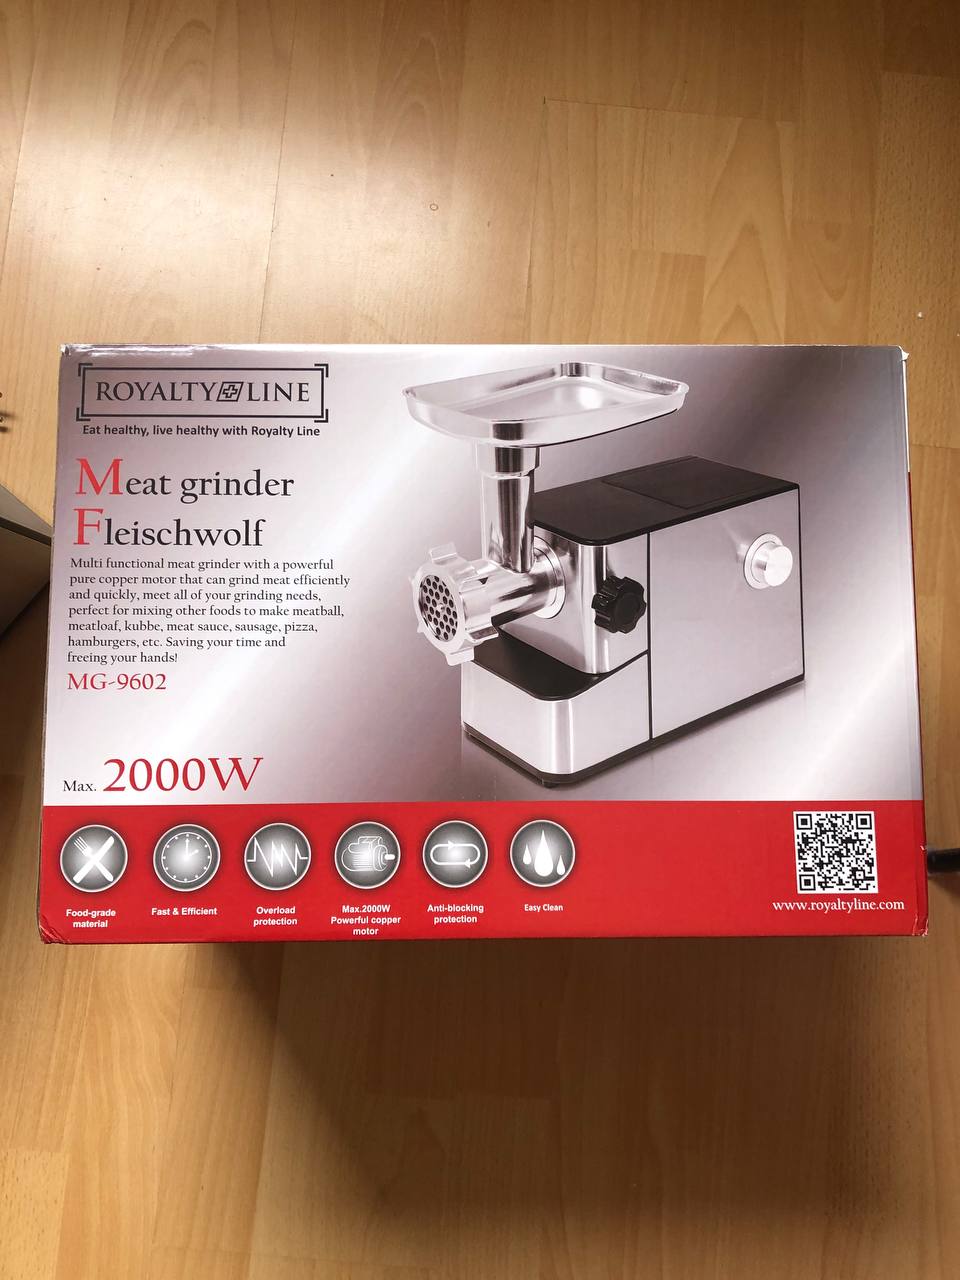 ROYALTY LINE
Eat healthy, live healthy with Royalty Line
Meat grinder
Fleischwolf
Multi functional meat grinder with a powerful
pure copper motor that can grind meat efficiently
and quickly, meet all of your grinding needs,
perfect for mixing other foods to make meatball,
meatloaf, kubbe, meat sauce, sausage, pizza,
hamburgers, etc. Saving your time and
freeing your hands!
MG-9602
Max. 2000W
Food-grade
material
Fast & Efficient
Overload
protection
Max.2000W
Powerful copper
motor
Anti-blocking
protection
Easy Clean
www.royaltyline.com